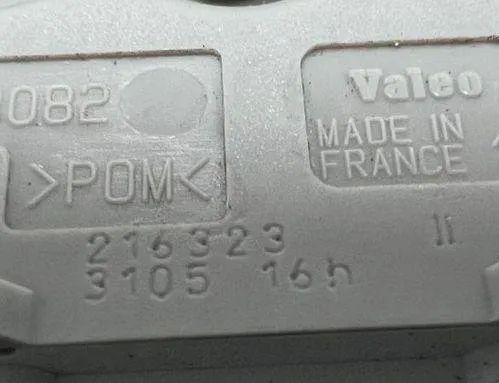 082
Valeo
MADE IN
FRANCE
>POM<
216323
3105 16h